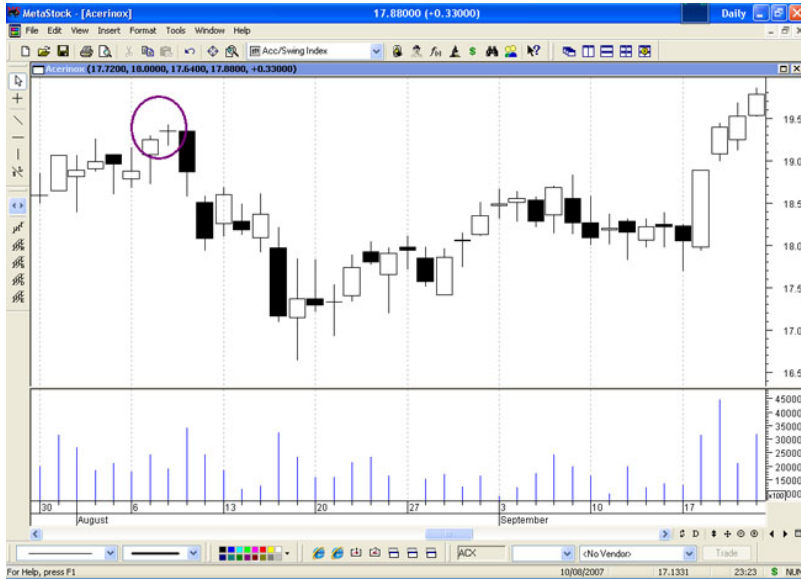 MetaStock - [Acerinox]
17.88000 (+0.33000)
Daily
File Edit View Insert Format Tools Window Help
Acc/Swing Index
Acerinox (17.7200, 18.0000, 17.6400, 17.8800, +0.33000)
19.5
19.0
18.5
18.0
17.5
17.0
16.5
45000
40000
35000
30000
25000
20000
15000
x100
30 6 13 20 27 3 10 17
August September
ACX
<No Vendor>
Trade
For Help, press F1
10/08/2007 17.1331 23:23 $ NUM